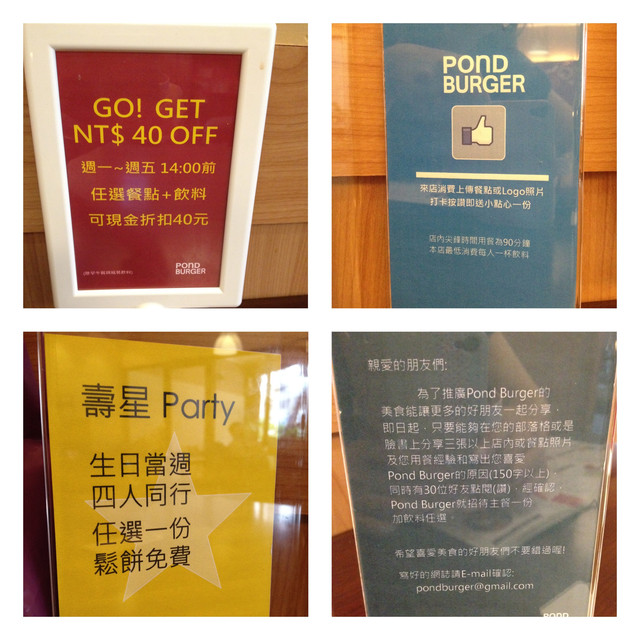 GO! GET
NT$ 40 OFF
週一~週五 14:00前
任選餐點+飲料
可現金折扣40元
POND
BURGER
POND
BURGER
來店消費上傳餐點或Logo照片
打卡按讚即送小點心一份
店內尖鋒時間用餐為90分鐘
本店最低消費每人一杯飲料
壽星 Party
生日當週
四人同行
任選一份
鬆餅免費
親愛的朋友們:
為了推廣Pond Burger的
美食能讓更多的好朋友一起分享,
即日起, 只要能夠在您的部落格或是
臉書上分享三張以上店內或餐點照片
及您用餐經驗和寫出您喜愛
Pond Burger的原因(150字以上),
同時有30位好友點閱(讚), 經確認,
Pond Burger就招待主餐一份
加飲料任選。
希望喜愛美食的好朋友們不要錯過喔!
寫好的網誌請E-mail確認:
pondburger@gmail.com
POND